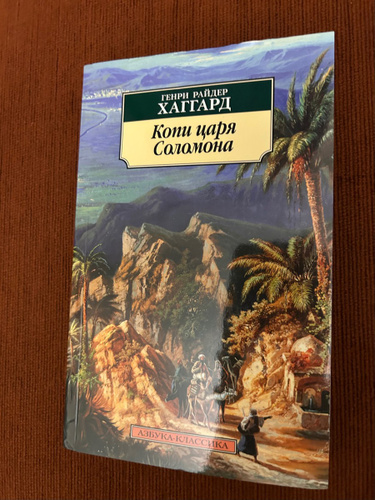 ГЕНРИ РАЙДЕР
ХАГГАРД
Копи царя
Соломона
АЗБУКА-КЛАССИКА